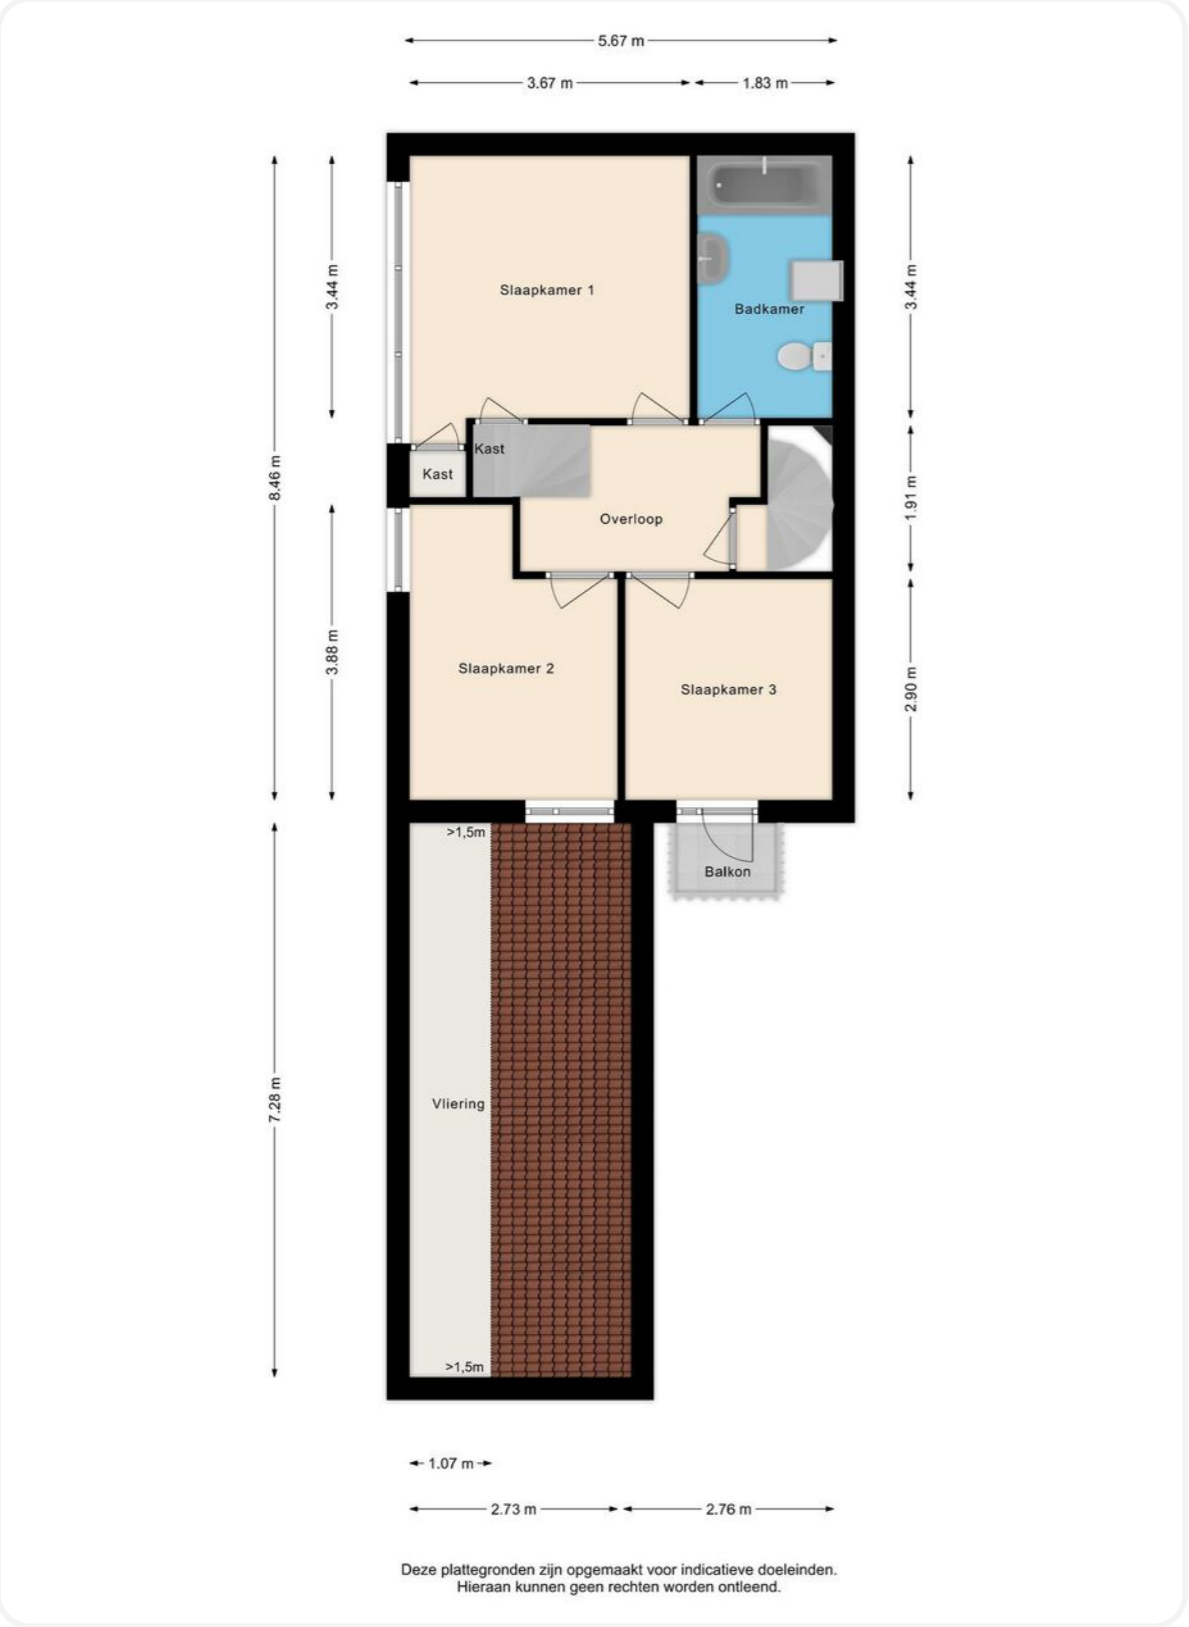 5.67 m
3.67 m
1.83 m
8.46 m
3.44 m
3.44 m
Slaapkamer 1
Badkamer
Kast
Kast
1.91 m
Overloop
3.88 m
Slaapkamer 2
Slaapkamer 3
2.90 m
>1,5m
Balkon
7.28 m
Vliering
>1,5m
1.07 m
2.73 m
2.76 m
Deze plattegronden zijn opgemaakt voor indicatieve doeleinden.
Hieraan kunnen geen rechten worden ontleend.